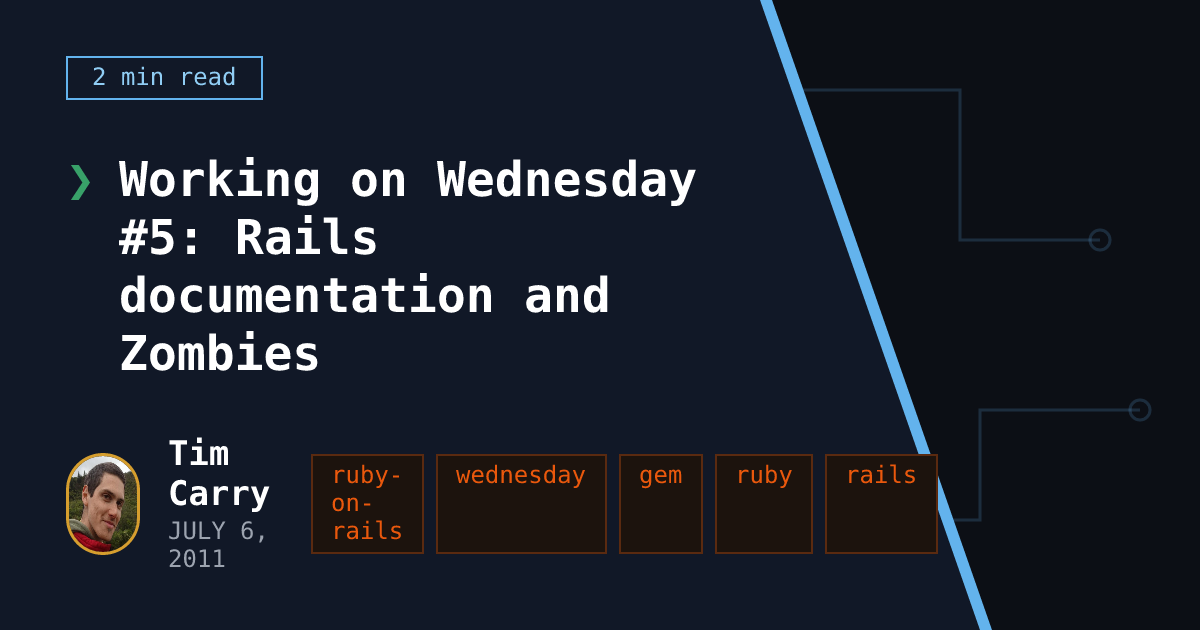 2 min read
❯ Working on Wednesday
#5: Rails
documentation and
Zombies
Tim
Carry
JULY 6,
2011
ruby-
on-
rails
wednesday
gem
ruby
rails